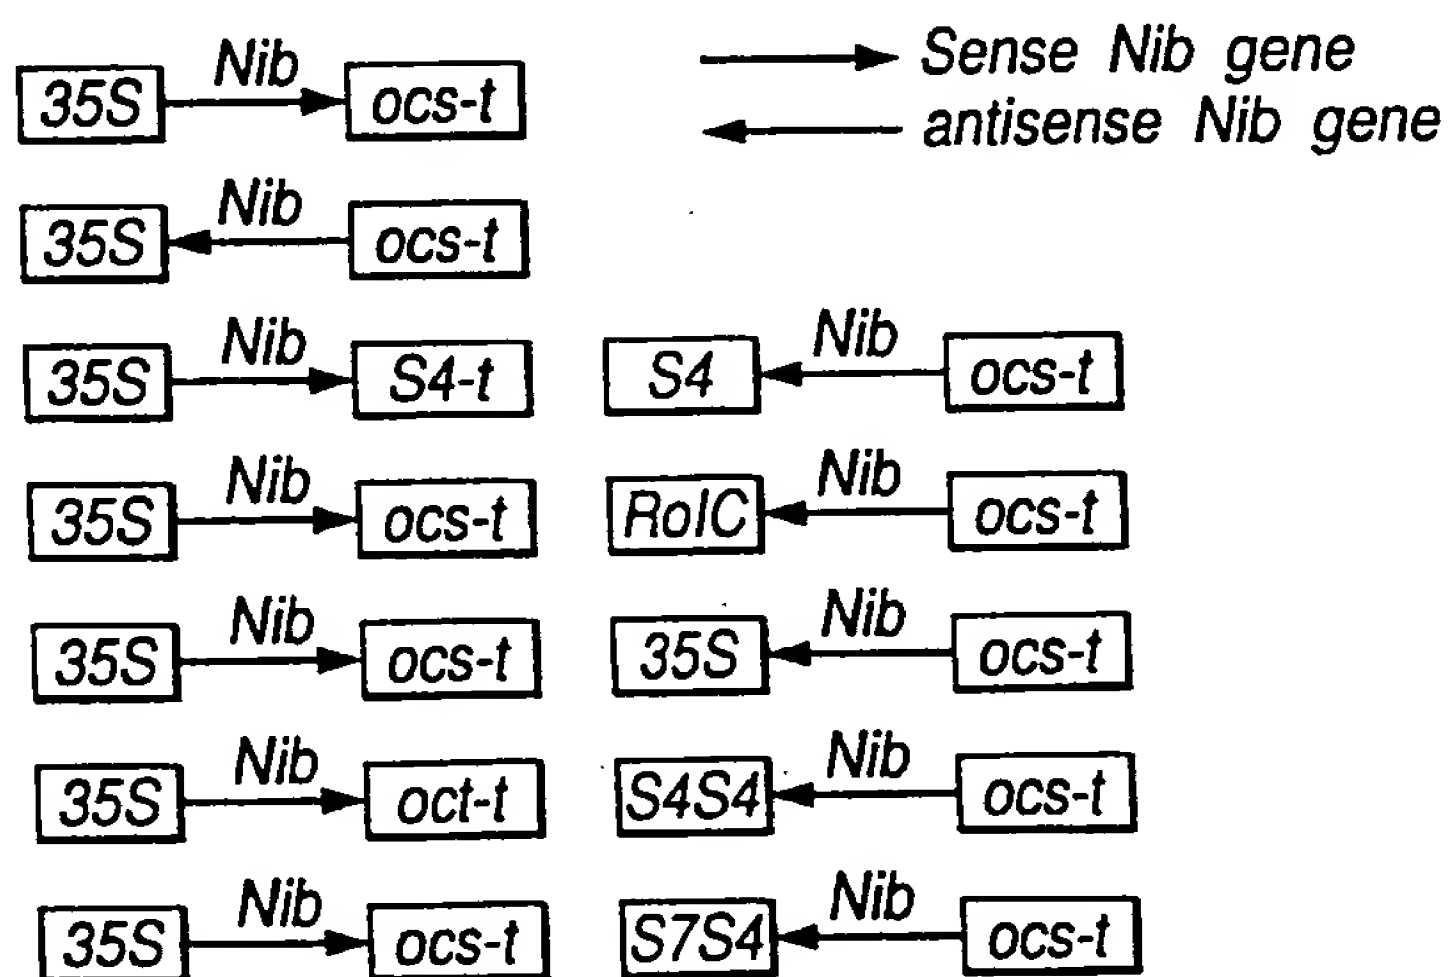 Nib
35S ocs-t
Sense Nib gene
antisense Nib gene
Nib
35S ocs-t
Nib
35S S4-t
Nib
S4 ocs-t
Nib
35S ocs-t
Nib
RolC ocs-t
Nib
35S ocs-t
Nib
35S ocs-t
Nib
35S oct-t
Nib
S4S4 ocs-t
Nib
35S ocs-t
Nib
S7S4 ocs-t